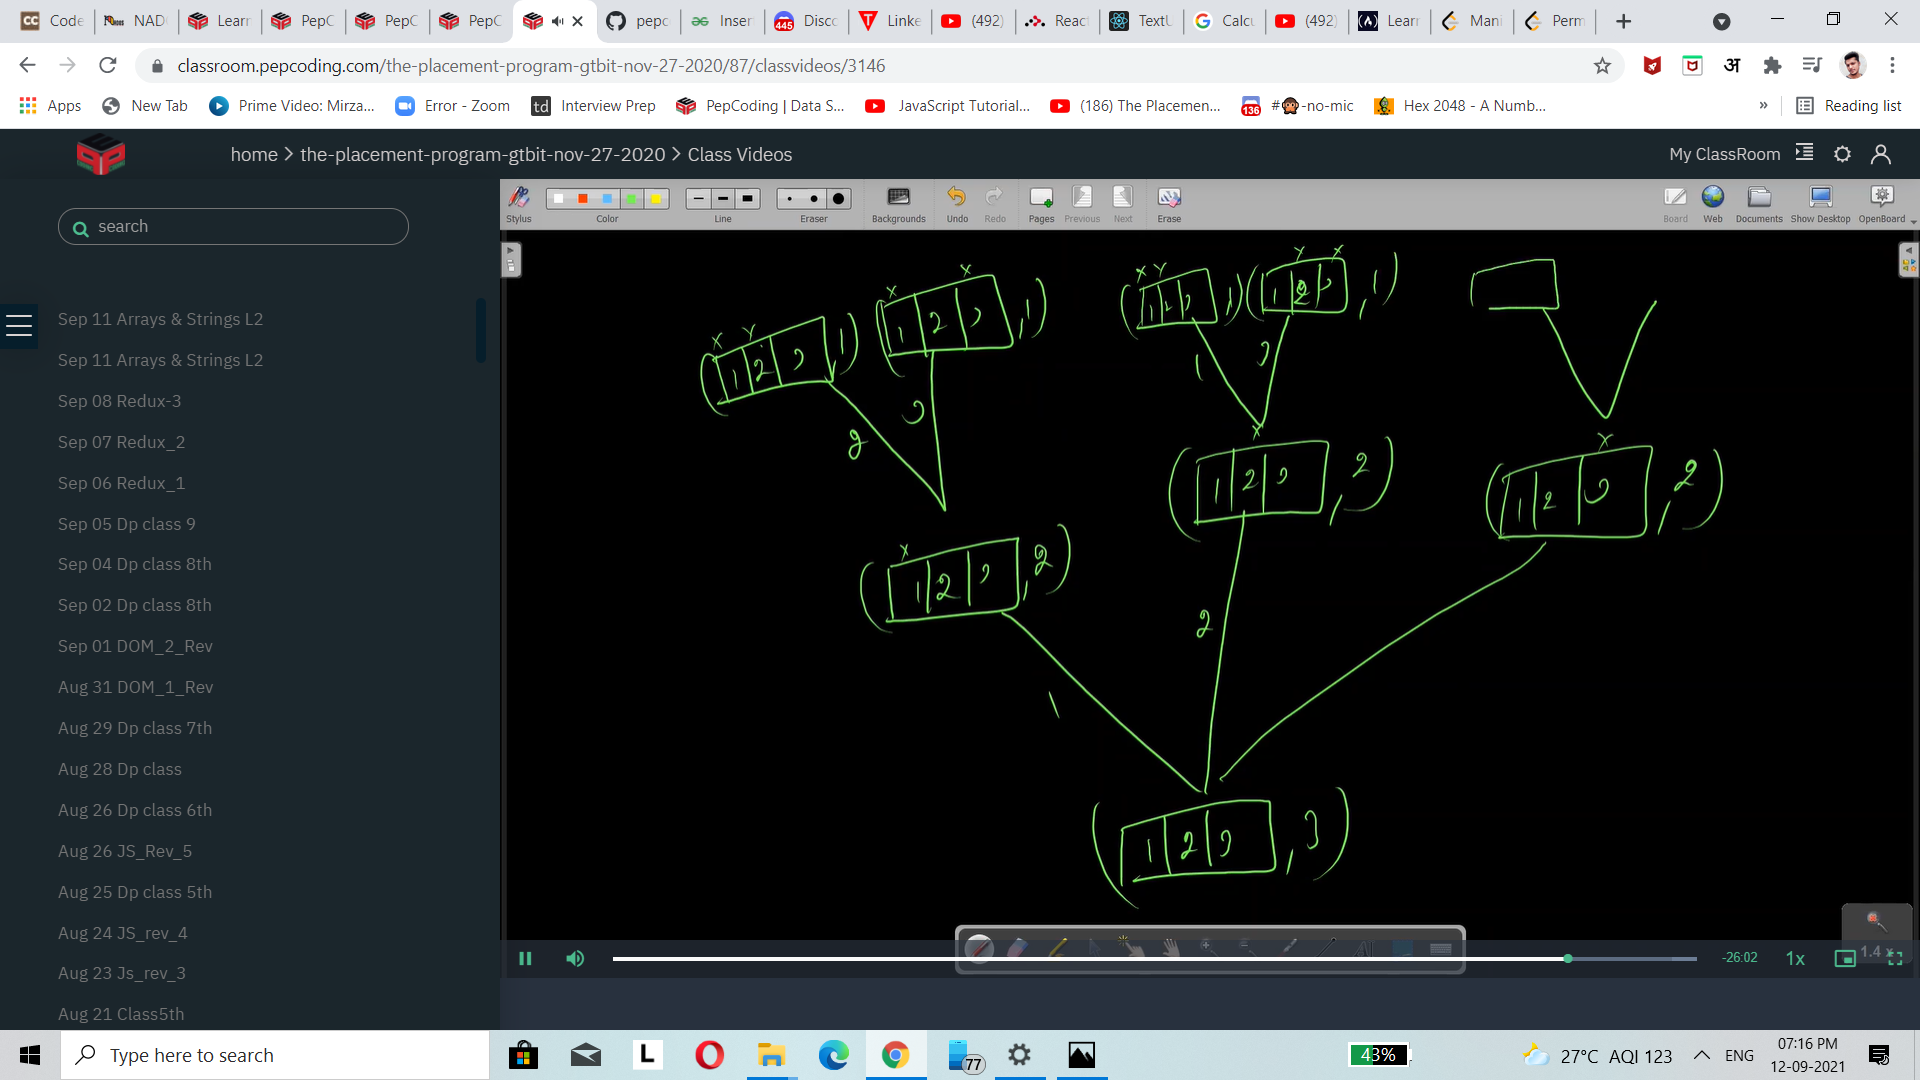 Code
NAD
Learn
PepC
PepC
PepC
pepc
Inser
445
Disco
Linke
(492)
Reac
TextU
Calcu
(492)
Learn
Mani
Perm
classroom.pepcoding.com/the-placement-program-gtbit-nov-27-2020/87/classvideos/3146
अ
Apps
New Tab
Prime Video: Mirza...
Error - Zoom
td Interview Prep
PepCoding | Data S...
JavaScript Tutorial...
(186) The Placemen...
136
#🙊-no-mic
Hex 2048 - A Numb...
»
Reading list
home > the-placement-program-gtbit-nov-27-2020 > Class Videos
My ClassRoom
search
Sep 11 Arrays & Strings L2
Sep 11 Arrays & Strings L2
Sep 08 Redux-3
Sep 07 Redux_2
Sep 06 Redux_1
Sep 05 Dp class 9
Sep 04 Dp class 8th
Sep 02 Dp class 8th
Sep 01 DOM_2_Rev
Aug 31 DOM_1_Rev
Aug 29 Dp class 7th
Aug 28 Dp class
Aug 26 Dp class 6th
Aug 26 JS_Rev_5
Aug 25 Dp class 5th
Aug 24 JS_rev_4
Aug 23 Js_rev_3
Aug 21 Class5th
Stylus
Color
Line
Eraser
Backgrounds
Undo
Redo
Pages
Previous
Next
Erase
Board
Web
Documents
Show Desktop
OpenBoard
x y
(1 2 3, 1)
x x
(1 2 3, 1)
x y
(1 2 3, 1)
x x
(1 2 3, 1)
2
3
1
3
x
(1 2 3, 2)
x
(1 2 3, 2)
x
(1 2 3, 2)
1
2
(1 2 3, 3)
-26:02
1x
1.4 x
Type here to search
L
77
43%
27°C AQI 123
ENG
07:16 PM
12-09-2021